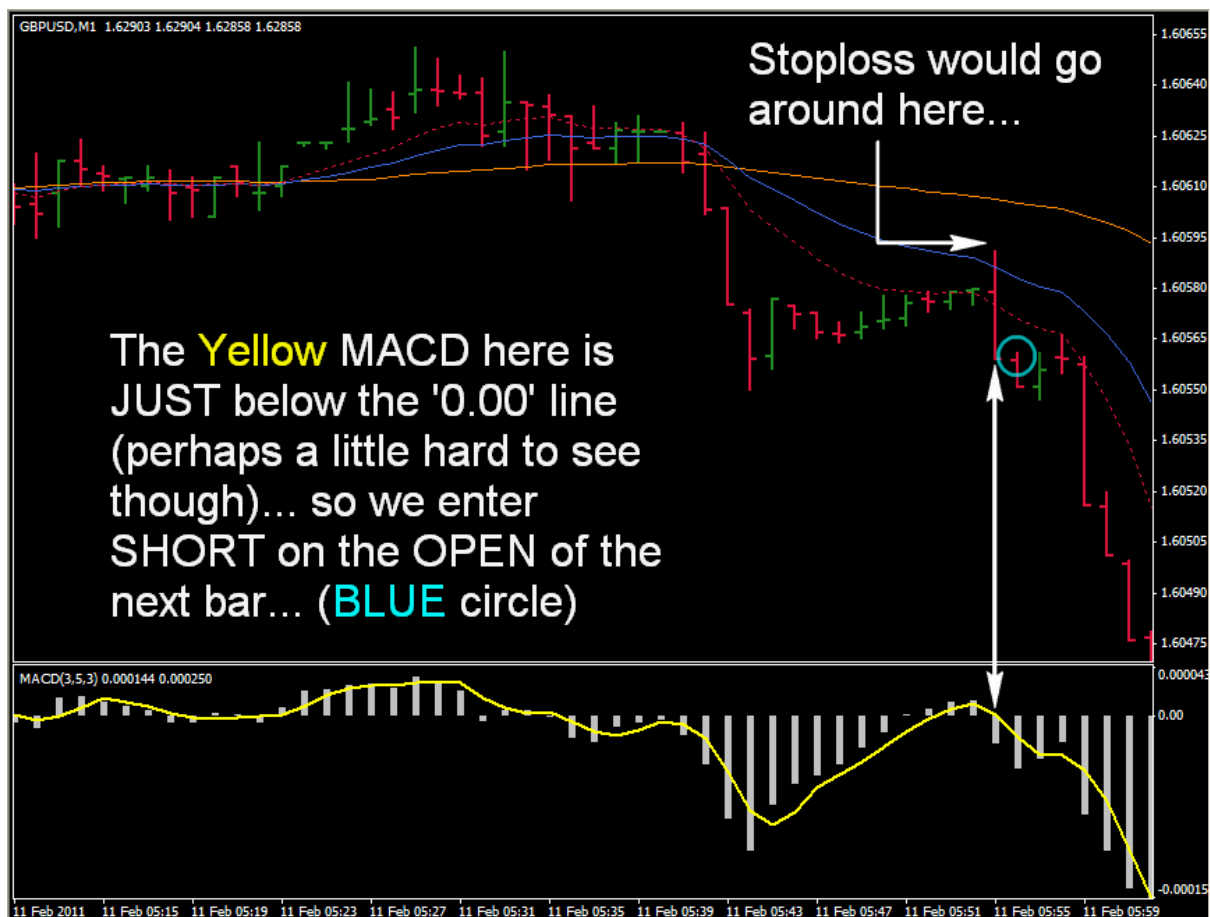 GBPUSD,M1 1.62903 1.62904 1.62858 1.62858
Stoploss would go
around here...
The Yellow MACD here is
JUST below the '0.00' line
(perhaps a little hard to see
though)... so we enter
SHORT on the OPEN of the
next bar... (BLUE circle)
1.60655
1.60640
1.60625
1.60610
1.60595
1.60580
1.60565
1.60550
1.60535
1.60520
1.60505
1.60490
1.60475
MACD(3,5,3) 0.000144 0.000250
0.000043
0.00
-0.00015
11 Feb 2011 11 Feb 05:15 11 Feb 05:19 11 Feb 05:23 11 Feb 05:27 11 Feb 05:31 11 Feb 05:35 11 Feb 05:39 11 Feb 05:43 11 Feb 05:47 11 Feb 05:51 11 Feb 05:55 11 Feb 05:59